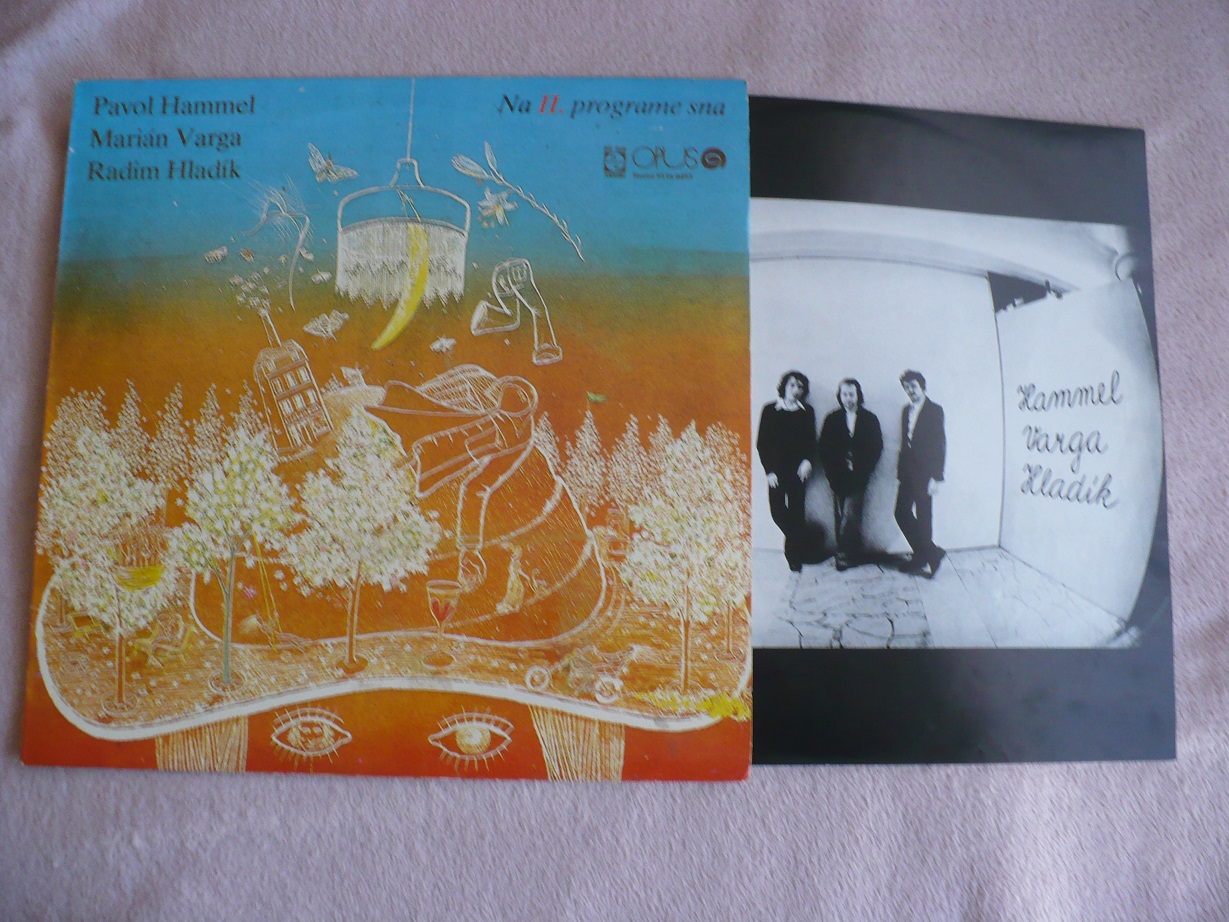 Pavol Hammel
Marián Varga
Radim Hladík
Na II. programe sna
OPUS
Hammel
Varga
Hladík